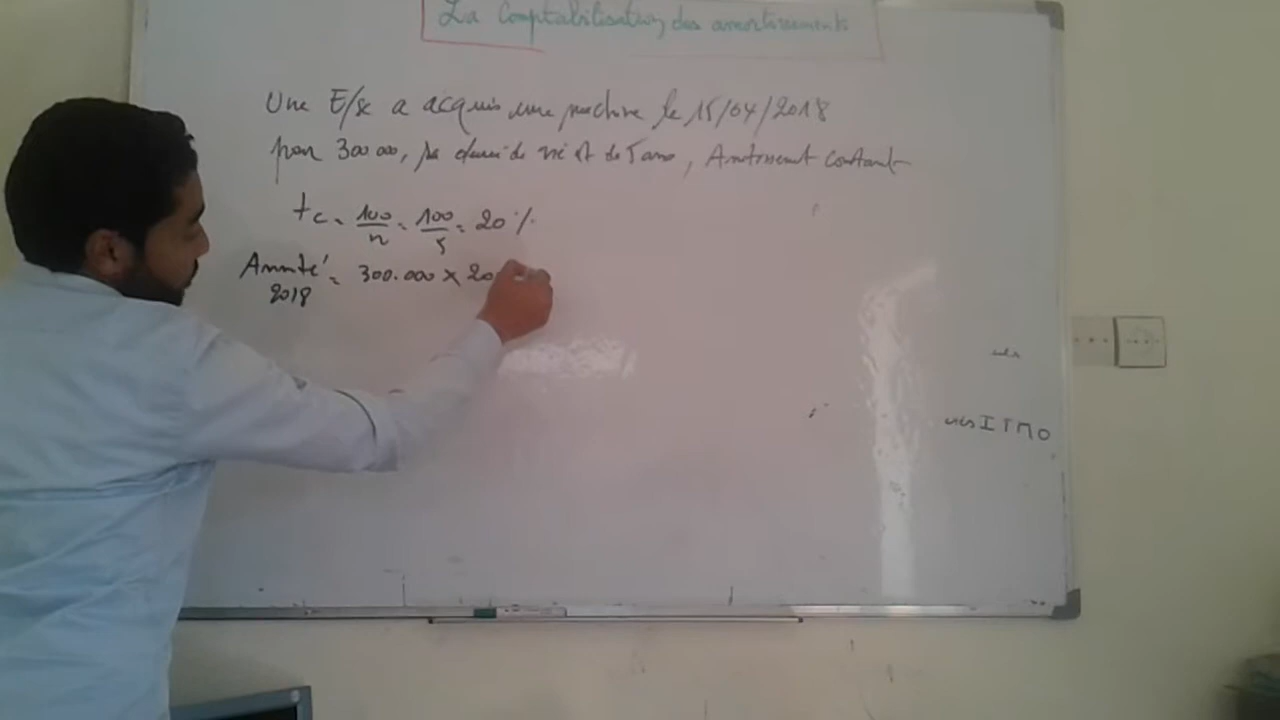 La Comptabilisation des amortissements
Une E/se a acquis une machine le 15/04/2018
pour 300 000, sa durée de vie est de 5 ans, Amortissement constant
tc = 100/n = 100/5 = 20 %
Annuité 2018 = 300.000 x 20
ITMO